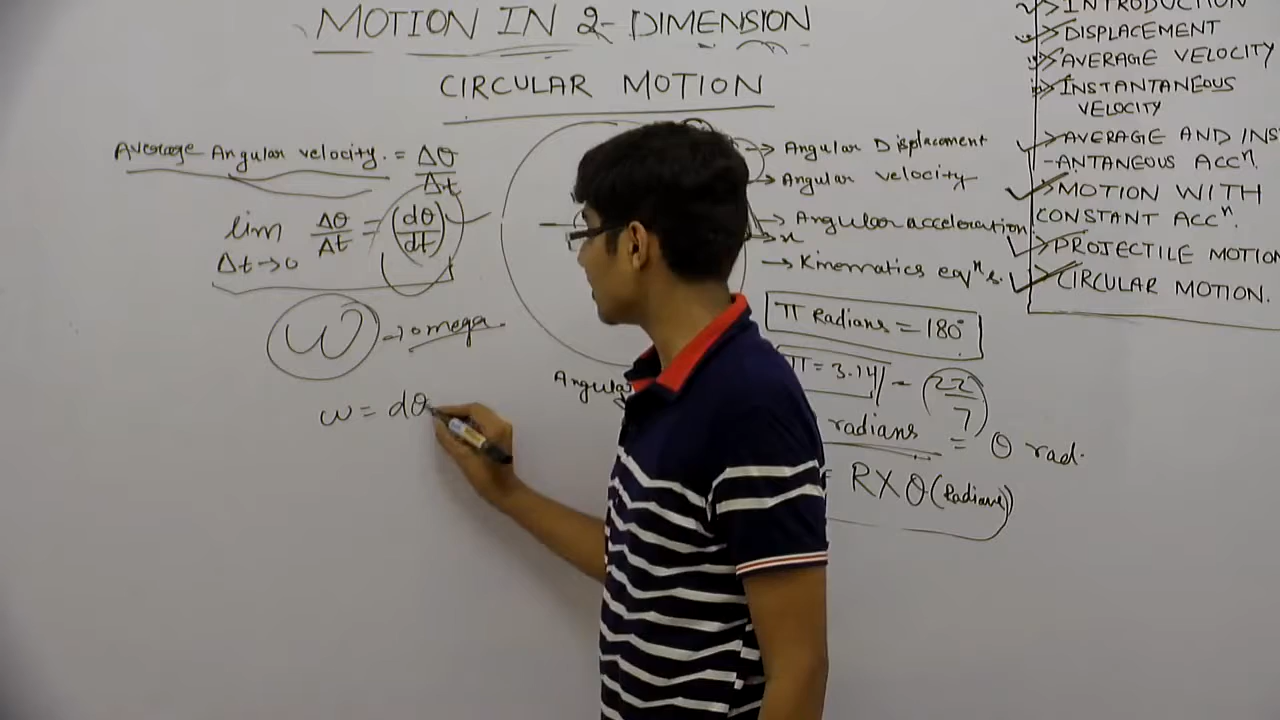 MOTION IN 2- DIMENSION
CIRCULAR MOTION
Average Angular velocity. = Δθ/Δt
lim Δt→0 Δθ/Δt = (dθ/dt)
ω → omega
ω = dθ
→ Angular Displacement
→ Angular velocity
→ Angular acceleration
x
→ Kinematics eqⁿs.
π Radians = 180°
π = 3.14 - 22/7
radians = θ rad.
R X θ (Radians)
Angular
> INTRODUCTION
> DISPLACEMENT
> AVERAGE VELOCITY
> INSTANTANEOUS
VELOCITY
> AVERAGE AND INS
-ANTANEOUS ACCⁿ.
MOTION WITH
CONSTANT ACCⁿ.
> PROJECTILE MOTION
> CIRCULAR MOTION.